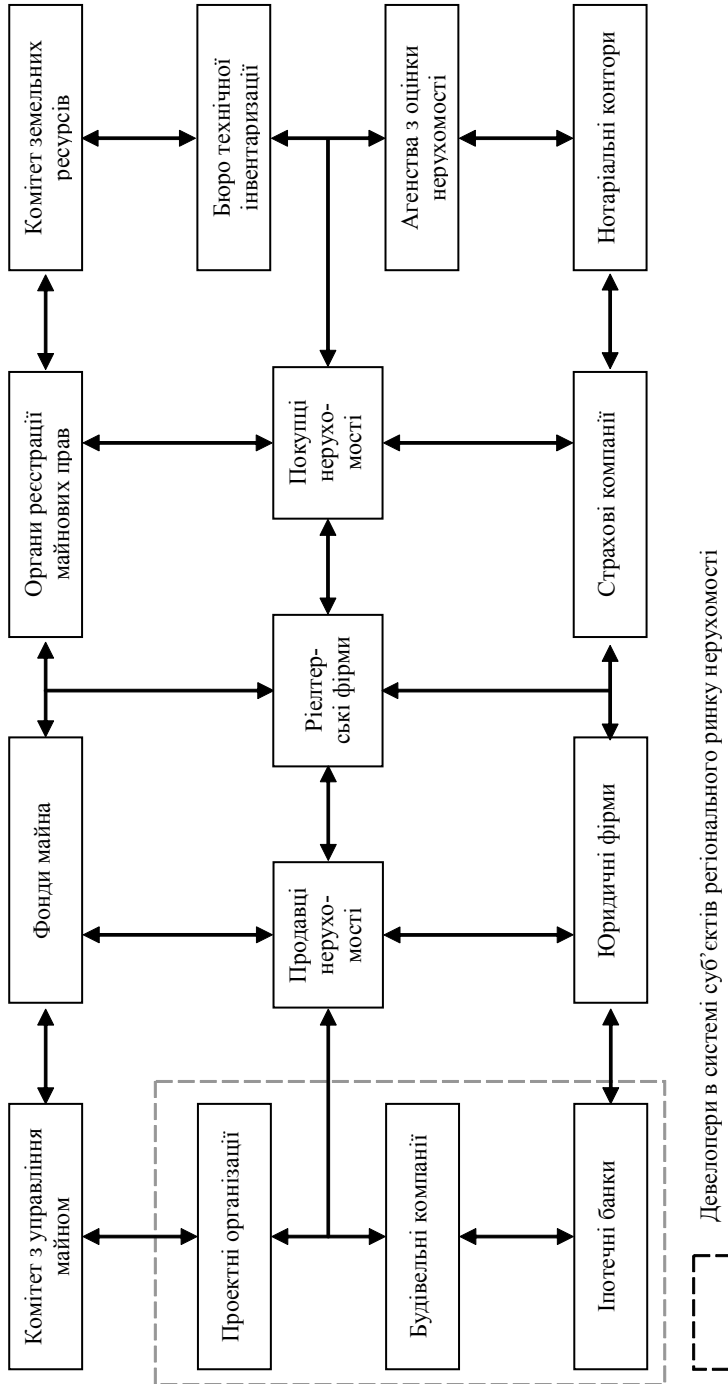 Комітет з управління
майном
Фонди майна
Органи реєстрації
майнових прав
Комітет земельних
ресурсів
Проектні організації
Бюро технічної
інвентаризації
Продавці
нерухо-
мості
Ріелтер-
ські фірми
Покупці
нерухо-
мості
Будівельні компанії
Агенства з оцінки
нерухомості
Іпотечні банки
Юридичні фірми
Страхові компанії
Нотаріальні контори
Девелопери в системі суб’єктів регіонального ринку нерухомості